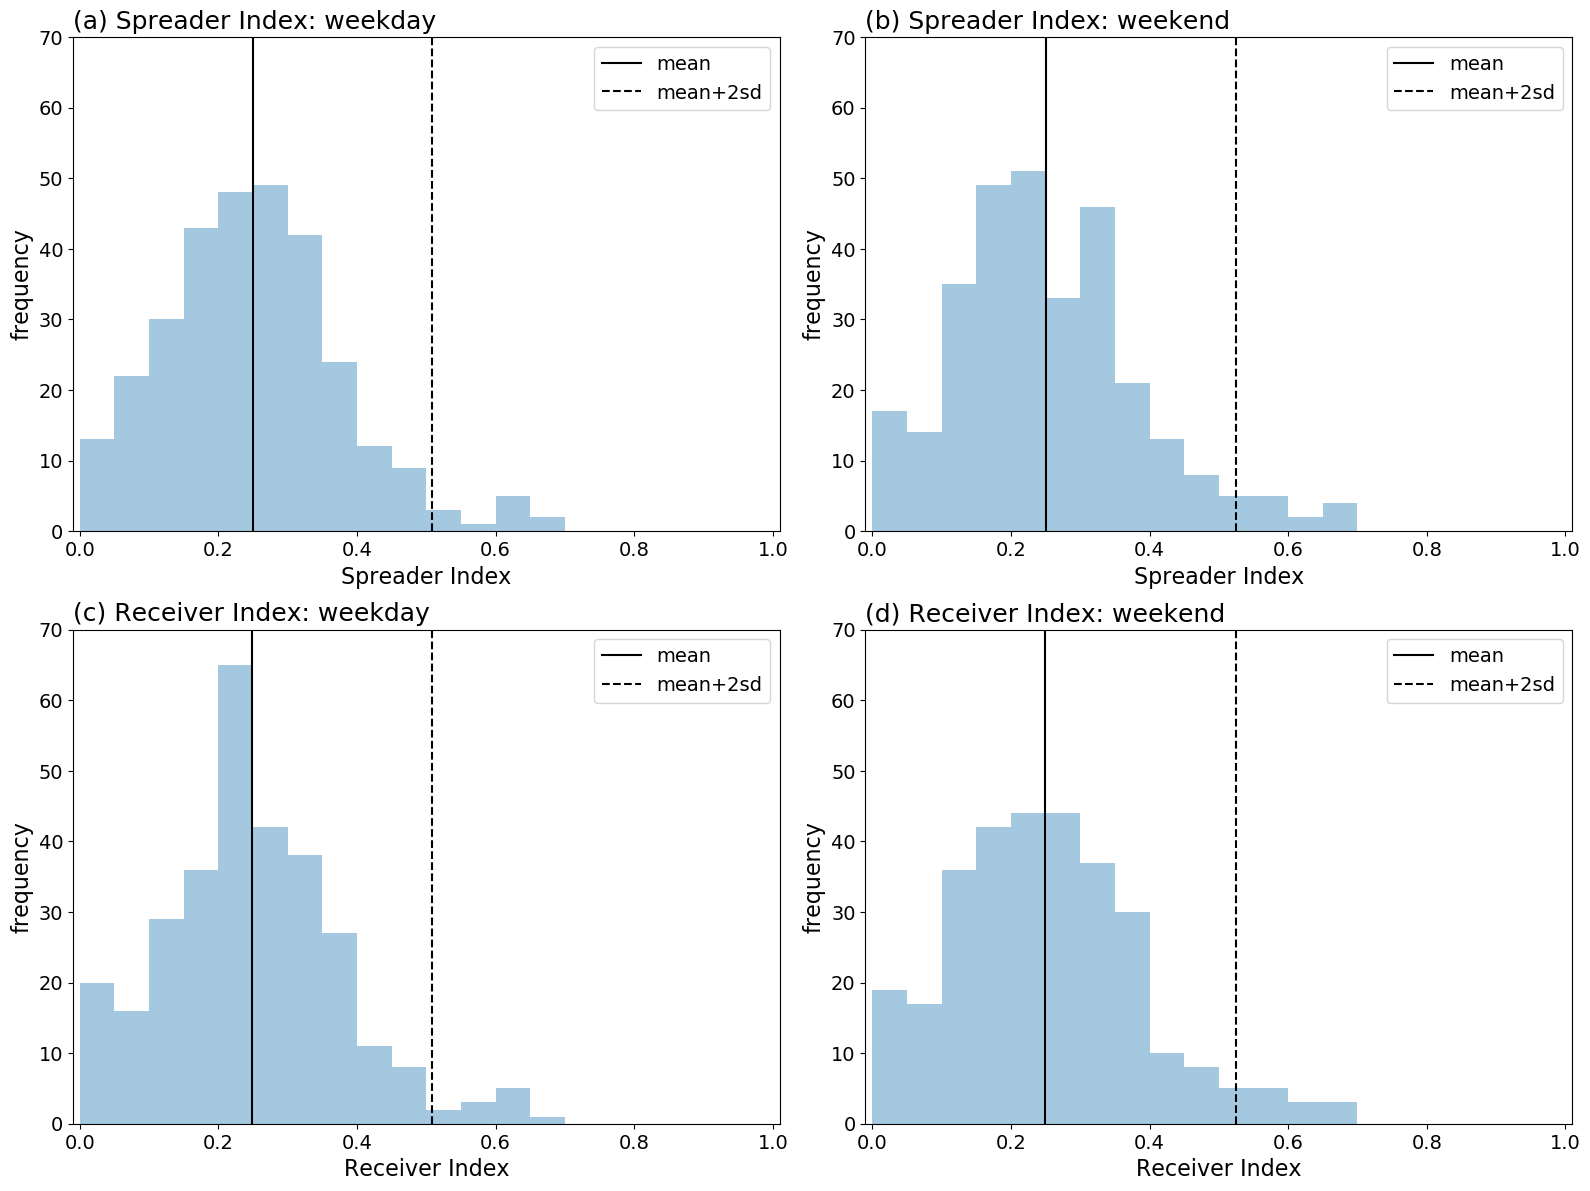 (a) Spreader Index: weekday
70
60
50
40
30
20
10
0
frequency
mean
mean+2sd
0.0 0.2 0.4 0.6 0.8 1.0
Spreader Index
(b) Spreader Index: weekend
70
60
50
40
30
20
10
0
frequency
mean
mean+2sd
0.0 0.2 0.4 0.6 0.8 1.0
Spreader Index
(c) Receiver Index: weekday
70
60
50
40
30
20
10
0
frequency
mean
mean+2sd
0.0 0.2 0.4 0.6 0.8 1.0
Receiver Index
(d) Receiver Index: weekend
70
60
50
40
30
20
10
0
frequency
mean
mean+2sd
0.0 0.2 0.4 0.6 0.8 1.0
Receiver Index